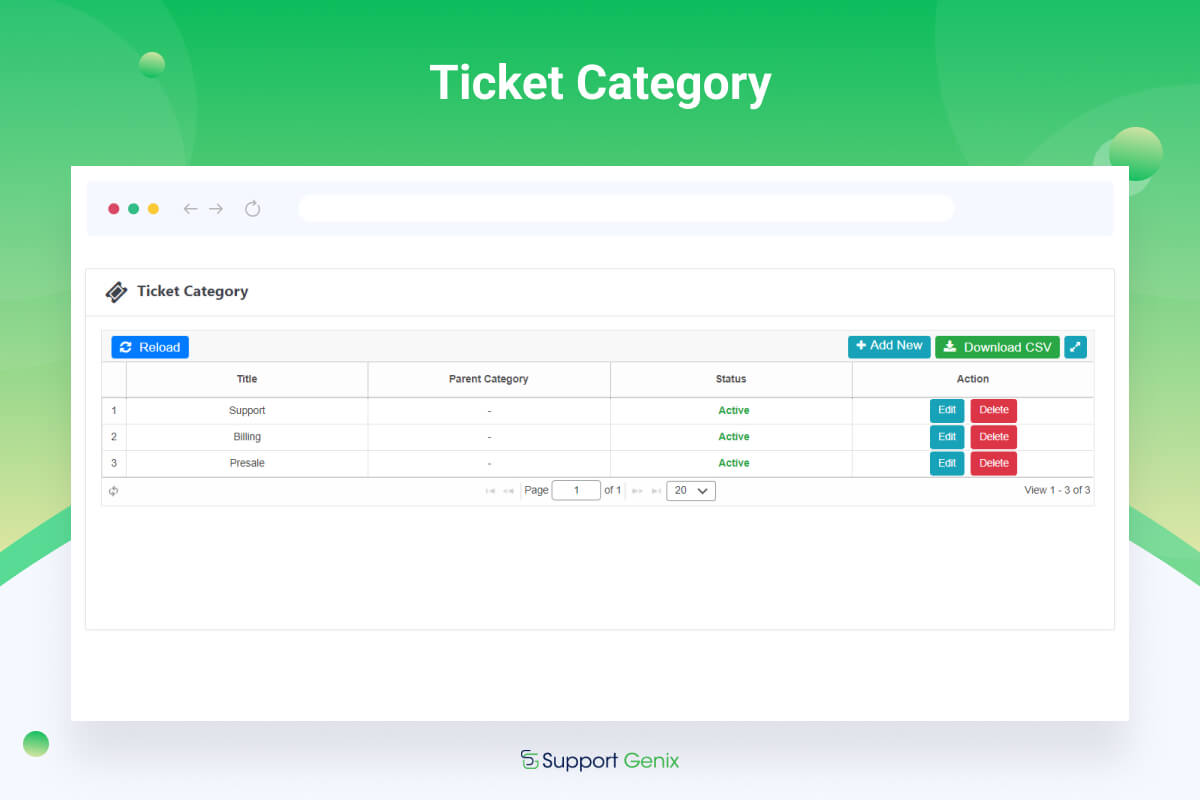 Ticket Category
Ticket Category
Reload Add New Download CSV
Title Parent Category Status Action
1 Support - Active Edit Delete
2 Billing - Active Edit Delete
3 Presale - Active Edit Delete
Page 1 of 1 20 View 1 - 3 of 3
Support Genix